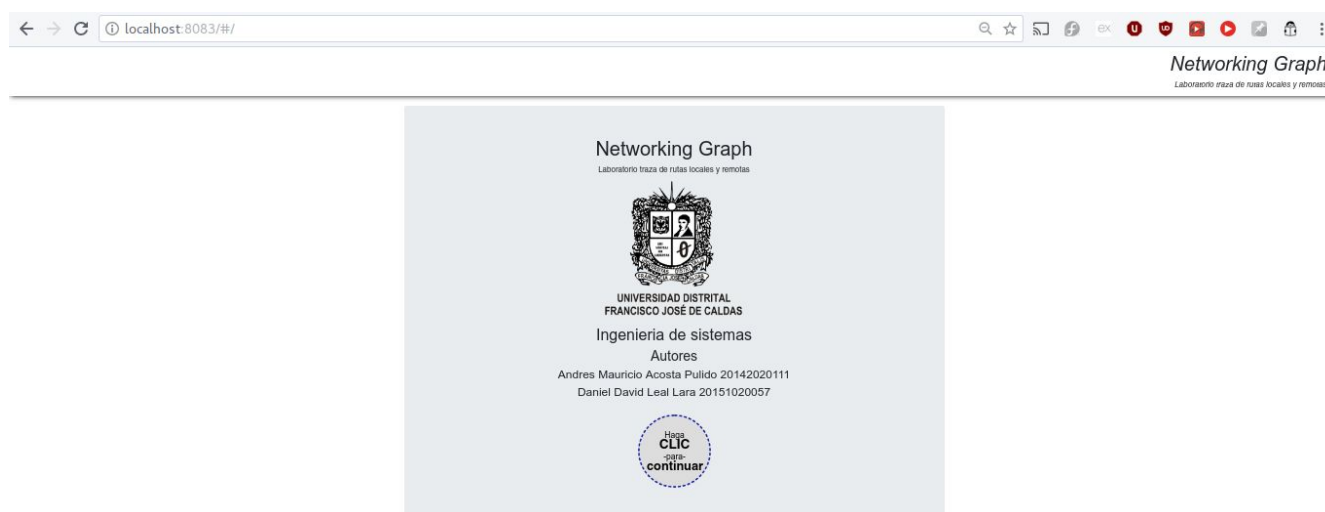 localhost:8083/#/
Networking Graph
Laboratorio traza de rutas locales y remotas
Networking Graph
Laboratorio traza de rutas locales y remotas
UNIVERSIDAD DISTRITAL
FRANCISCO JOSÉ DE CALDAS
Ingenieria de sistemas
Autores
Andres Mauricio Acosta Pulido 20142020111
Daniel David Leal Lara 20151020057
Haga
CLIC
-para-
continuar